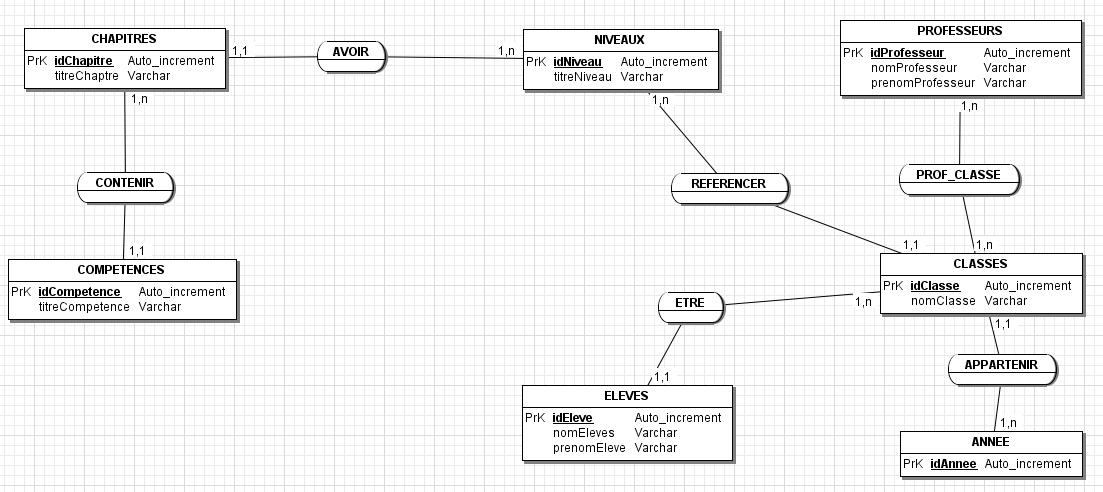 CHAPITRES
PrK idChapitre Auto_increment
titreChaptre Varchar
1,1
AVOIR
1,n
NIVEAUX
PrK idNiveau Auto_increment
titreNiveau Varchar
PROFESSEURS
PrK idProfesseur Auto_increment
nomProfesseur Varchar
prenomProfesseur Varchar
1,n
1,n
1,n
CONTENIR
REFERENCER
PROF_CLASSE
1,1
1,1
1,n
COMPETENCES
PrK idCompetence Auto_increment
titreCompetence Varchar
CLASSES
PrK idClasse Auto_increment
nomClasse Varchar
ETRE
1,n
1,1
APPARTENIR
1,1
ELEVES
PrK idEleve Auto_increment
nomEleves Varchar
prenomEleve Varchar
1,n
ANNEE
PrK idAnnee Auto_increment